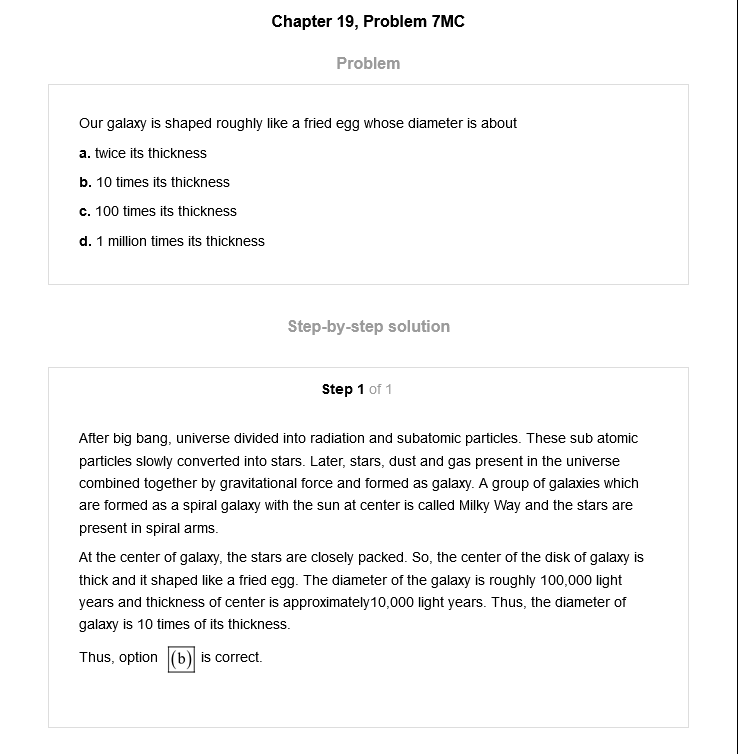 Chapter 19, Problem 7MC
Problem
Our galaxy is shaped roughly like a fried egg whose diameter is about
a. twice its thickness
b. 10 times its thickness
c. 100 times its thickness
d. 1 million times its thickness
Step-by-step solution
Step 1 of 1
After big bang, universe divided into radiation and subatomic particles. These sub atomic
particles slowly converted into stars. Later, stars, dust and gas present in the universe
combined together by gravitational force and formed as galaxy. A group of galaxies which
are formed as a spiral galaxy with the sun at center is called Milky Way and the stars are
present in spiral arms.
At the center of galaxy, the stars are closely packed. So, the center of the disk of galaxy is
thick and it shaped like a fried egg. The diameter of the galaxy is roughly 100,000 light
years and thickness of center is approximately10,000 light years. Thus, the diameter of
galaxy is 10 times of its thickness.
Thus, option (b) is correct.